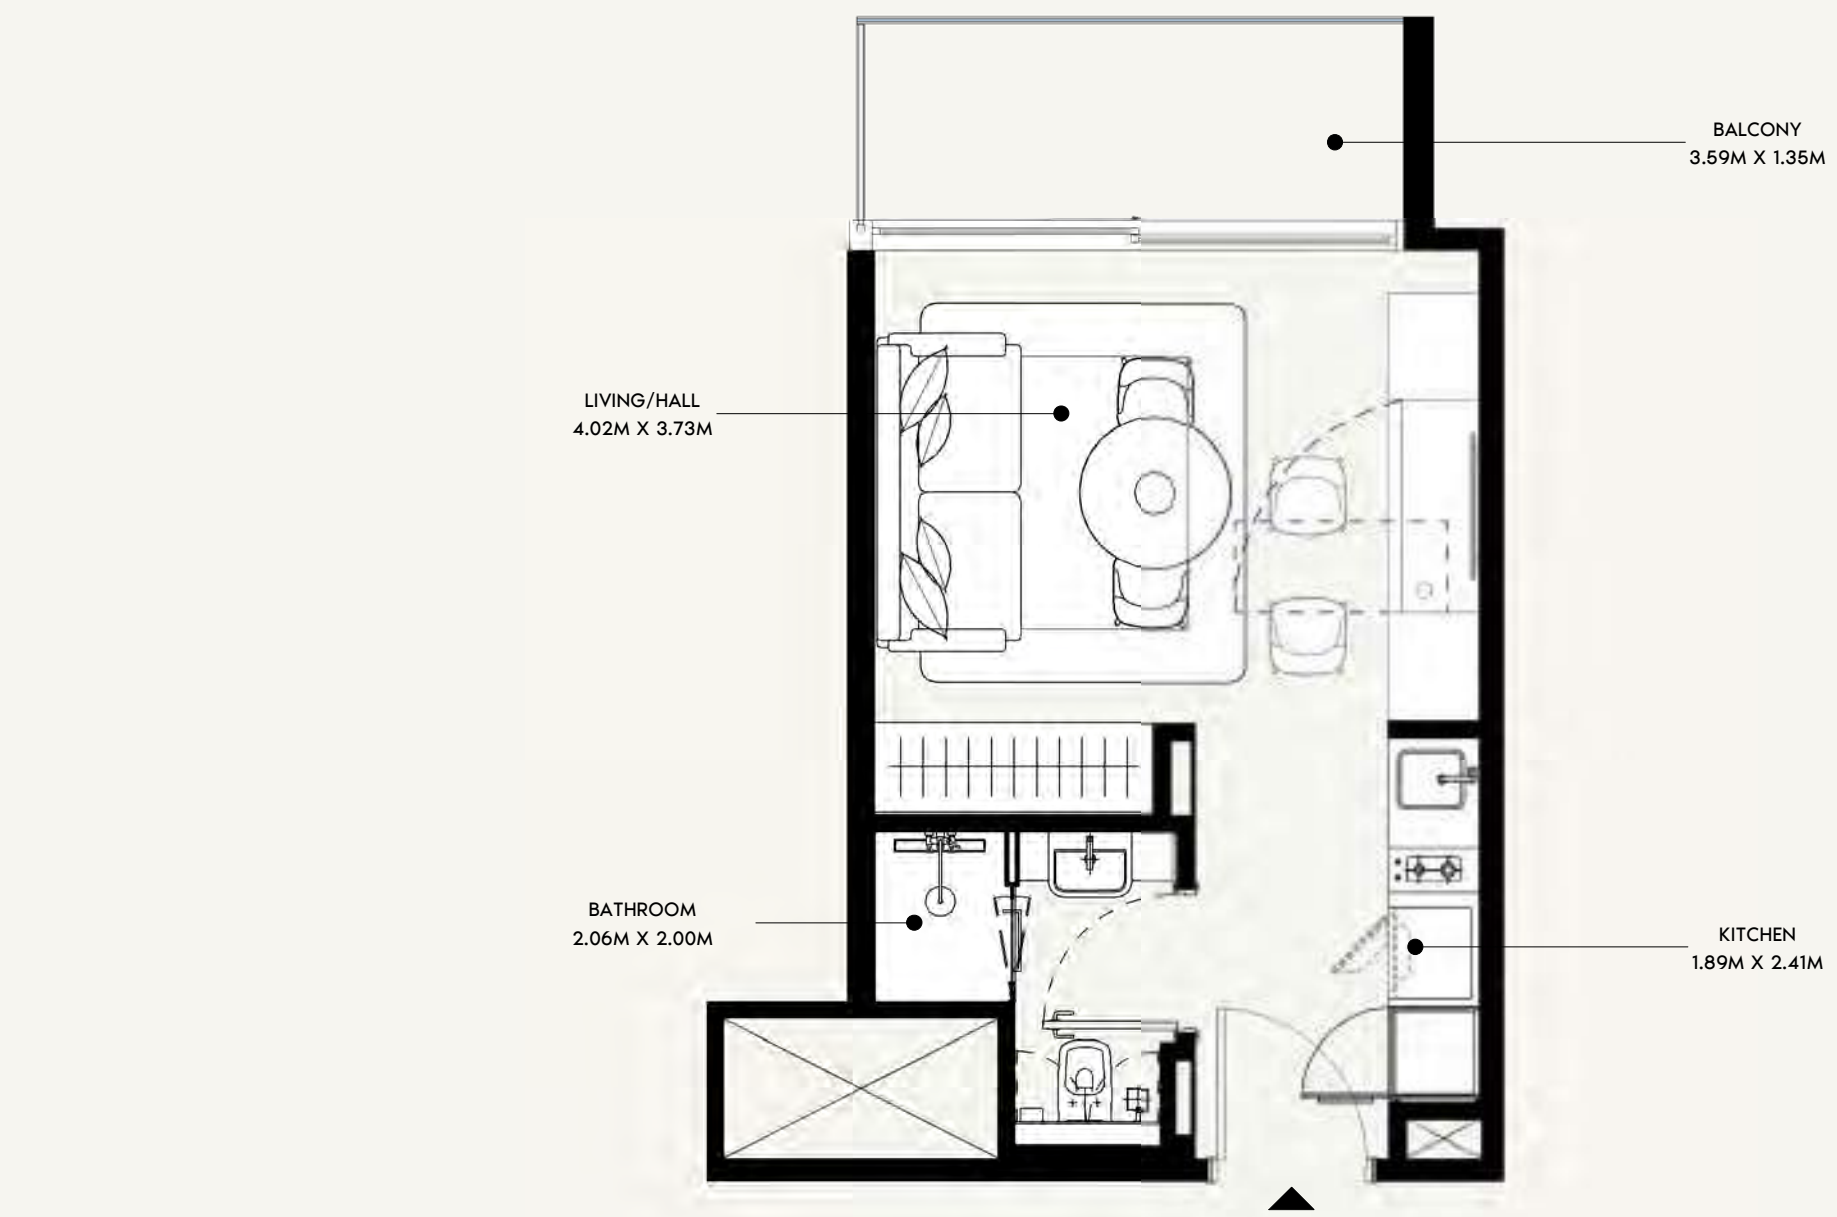 BALCONY
3.59M X 1.35M
LIVING/HALL
4.02M X 3.73M
BATHROOM
2.06M X 2.00M
KITCHEN
1.89M X 2.41M